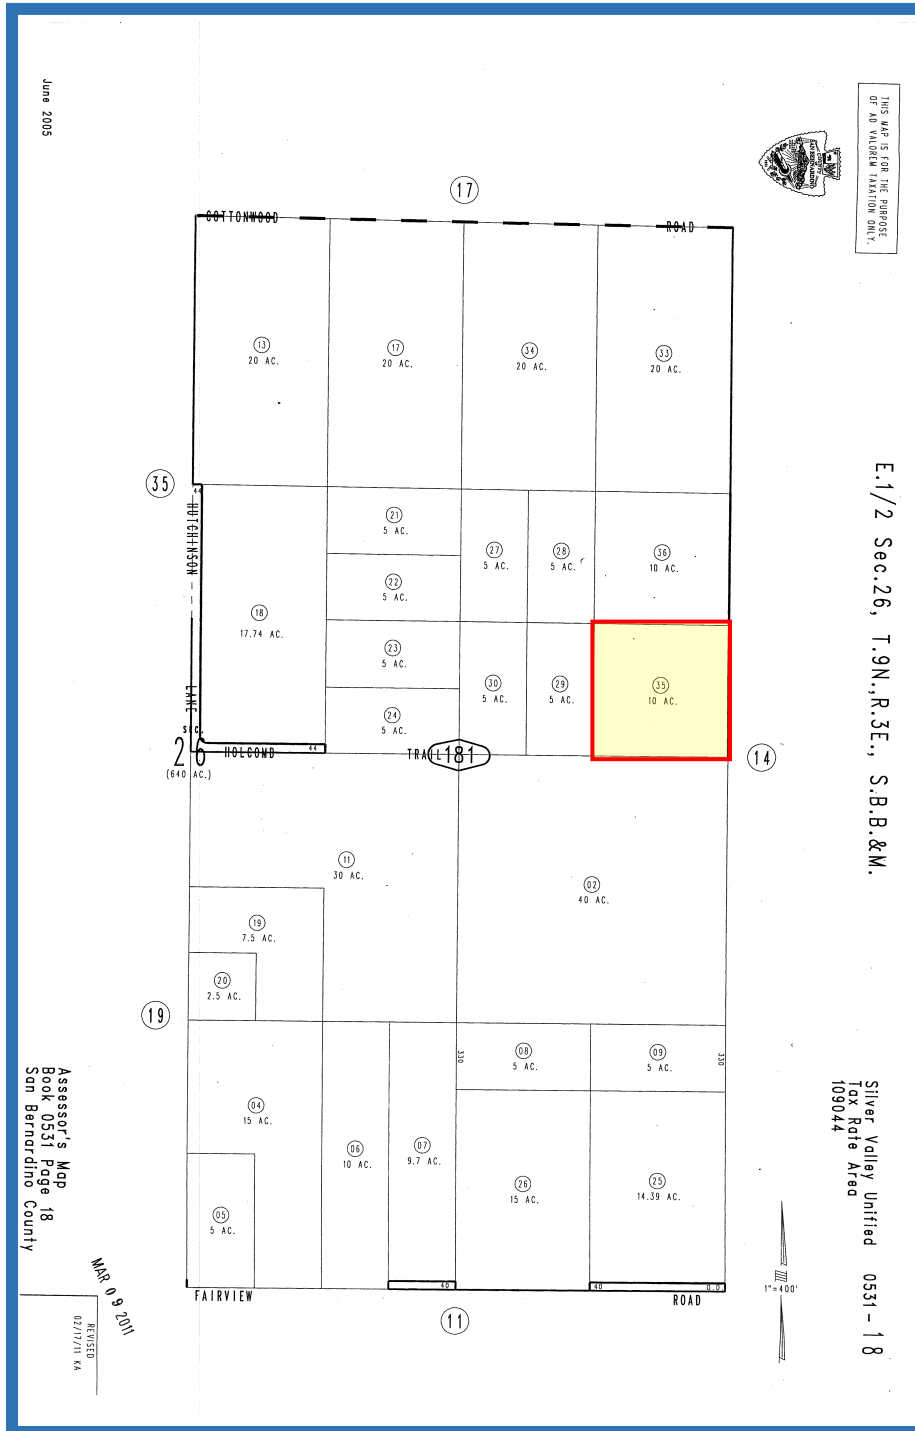 June 2005
THIS MAP IS FOR THE PURPOSE
OF AD VALOREM TAXATION ONLY.
COUNTY
SAN BERNARDINO
17
COTTONWOOD
ROAD
13
20 AC.
17
20 AC.
34
20 AC.
33
20 AC.
E.1/2 Sec.26, T.9N.,R.3E., S.B.B.&M.
35
44
HUTCHINSON
LANE
21
5 AC.
22
5 AC.
23
5 AC.
24
5 AC.
27
5 AC.
28
5 AC.
36
10 AC.
18
17.74 AC.
30
5 AC.
29
5 AC.
35
10 AC.
SEC.
26
(640 AC.)
HOLCOND
44
TRAIL
181
14
11
30 AC.
02
40 AC.
19
7.5 AC.
20
2.5 AC.
19
330
08
5 AC.
09
5 AC.
330
04
15 AC.
06
10 AC.
07
9.7 AC.
26
15 AC.
25
14.39 AC.
05
5 AC.
40
40
0.0.
FAIRVIEW
ROAD
11
1"=400'
Silver Valley Unified 0531-18
Tax Rate Area
109044
Assessor's Map
Book 0531 Page 18
San Bernardino County
MAR 09 2011
REVISED
02/17/11 KA